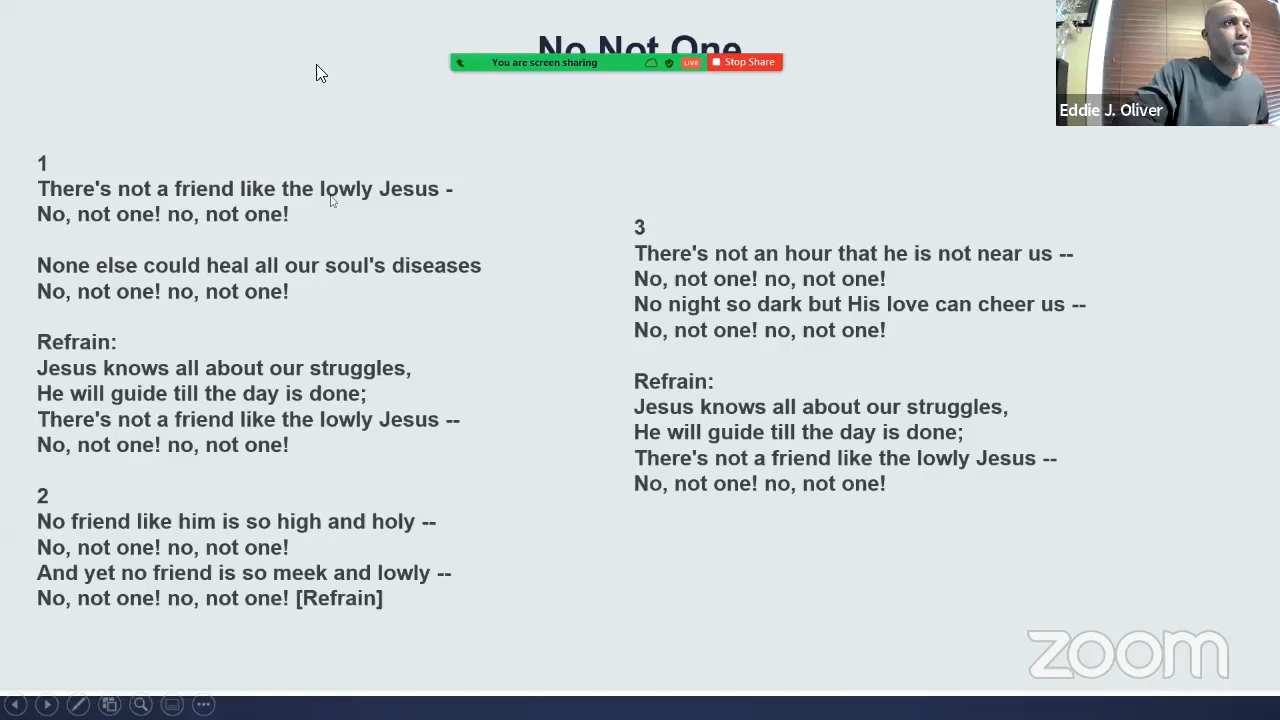 No Not One
You are screen sharing
LIVE
Stop Share
Eddie J. Oliver
1
There's not a friend like the lowly Jesus -
No, not one! no, not one!
None else could heal all our soul's diseases
No, not one! no, not one!
Refrain:
Jesus knows all about our struggles,
He will guide till the day is done;
There's not a friend like the lowly Jesus --
No, not one! no, not one!
2
No friend like him is so high and holy --
No, not one! no, not one!
And yet no friend is so meek and lowly --
No, not one! no, not one! [Refrain]
3
There's not an hour that he is not near us --
No, not one! no, not one!
No night so dark but His love can cheer us --
No, not one! no, not one!
Refrain:
Jesus knows all about our struggles,
He will guide till the day is done;
There's not a friend like the lowly Jesus --
No, not one! no, not one!
zoom